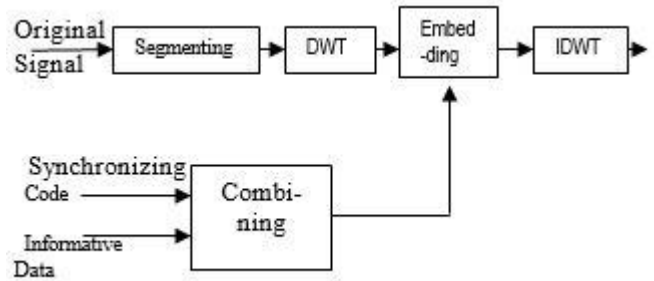 Original
Signal
Segmenting
DWT
Embed
-ding
IDWT
Synchronizing
Code
Combi-
ning
Informative
Data